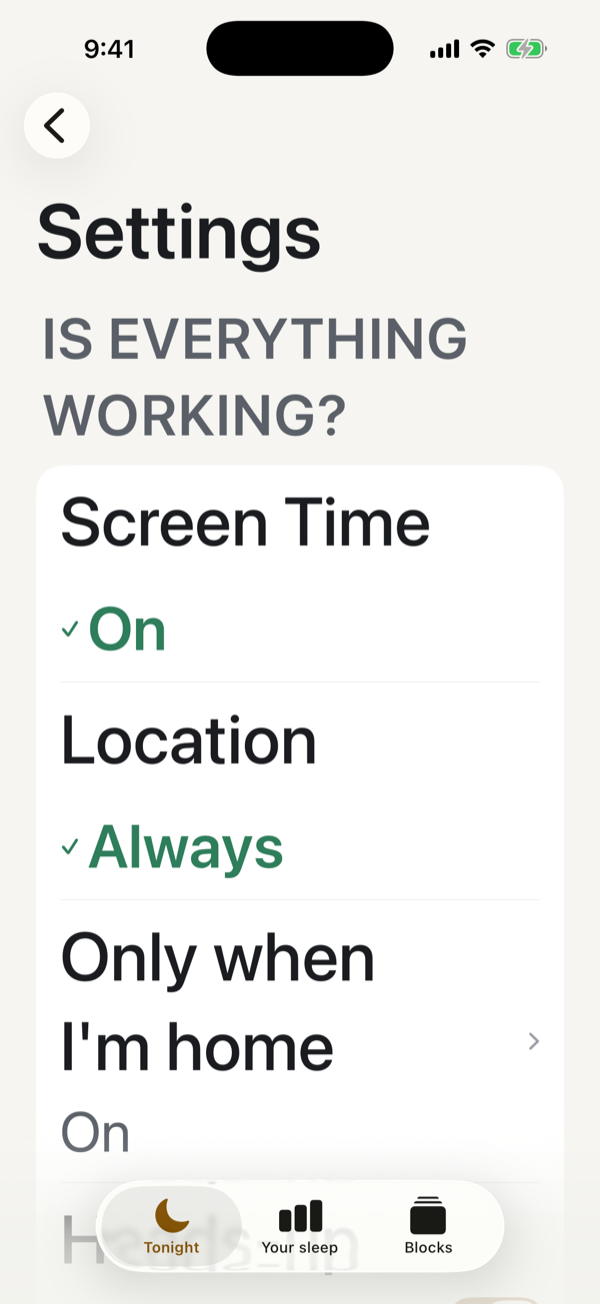 9:41
Settings
IS EVERYTHING
WORKING?
Screen Time
On
Location
Always
Only when
I'm home
On
Tonight
Your sleep
Blocks